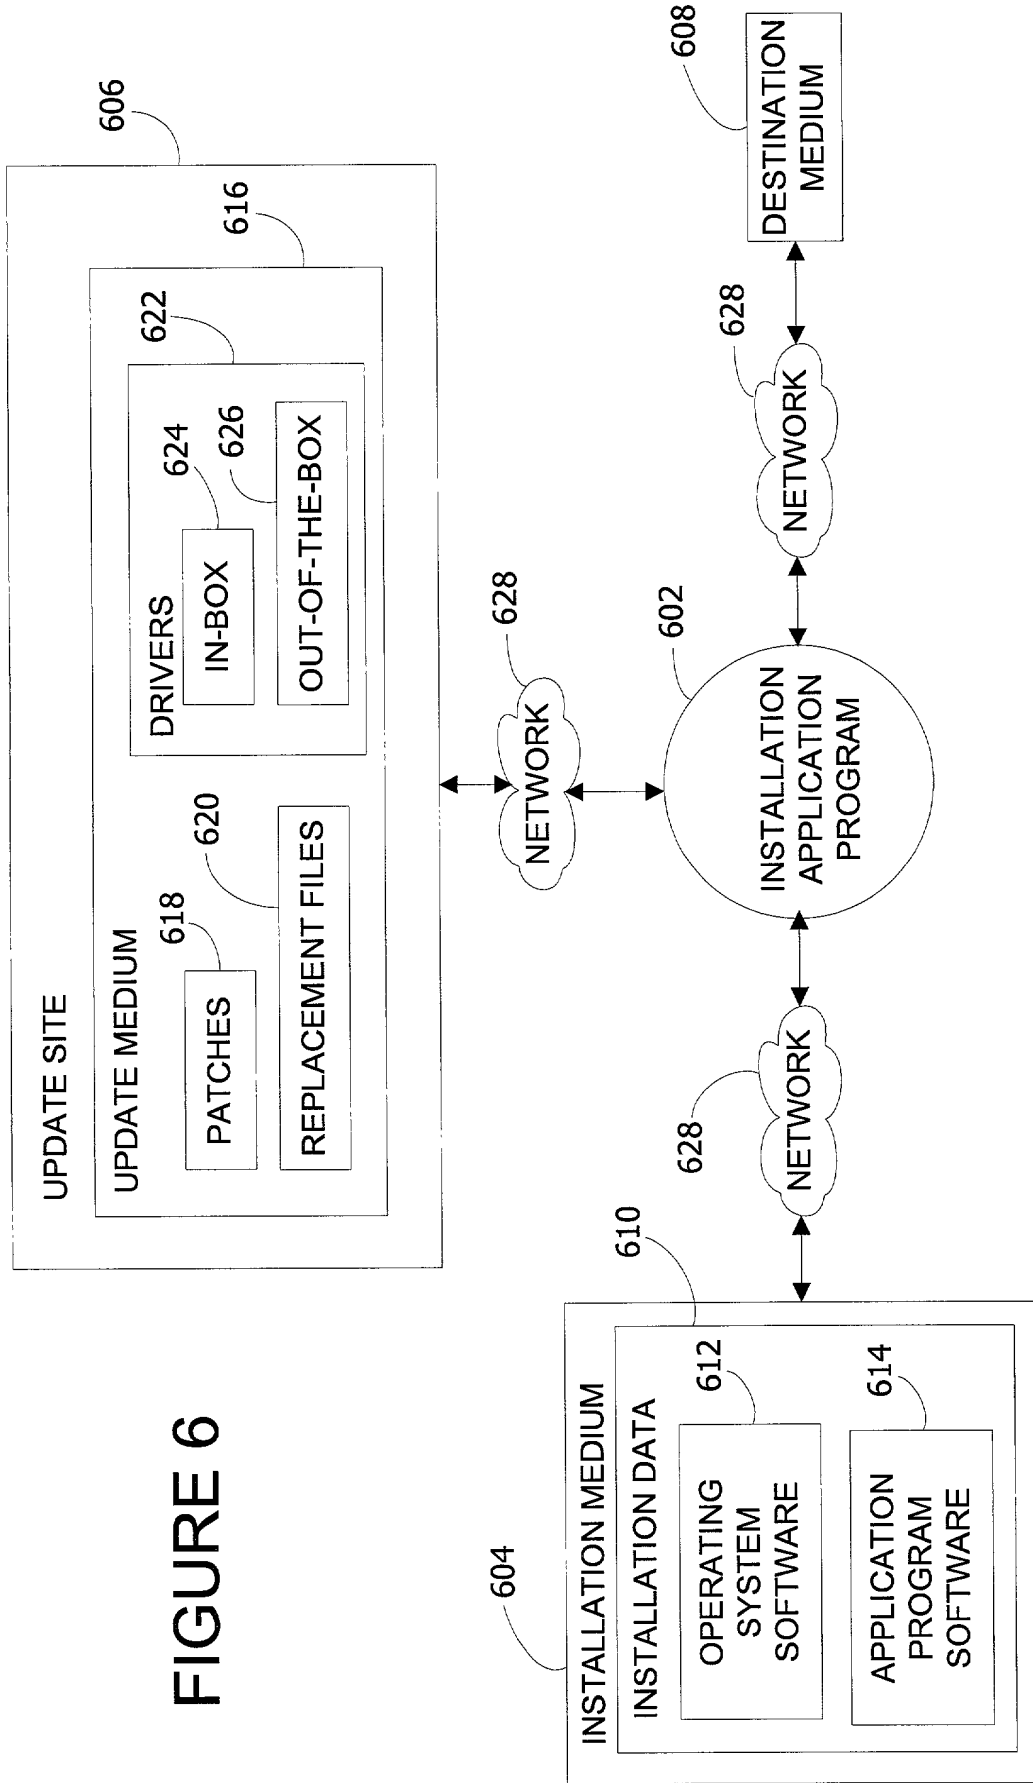 FIGURE 6
UPDATE SITE
606
UPDATE MEDIUM
616
PATCHES
618
REPLACEMENT FILES
620
DRIVERS
622
IN-BOX
624
OUT-OF-THE-BOX
626
NETWORK
628
604
INSTALLATION MEDIUM
INSTALLATION DATA
610
OPERATING
SYSTEM
SOFTWARE
612
APPLICATION
PROGRAM
SOFTWARE
614
NETWORK
628
INSTALLATION
APPLICATION
PROGRAM
602
NETWORK
628
DESTINATION
MEDIUM
608